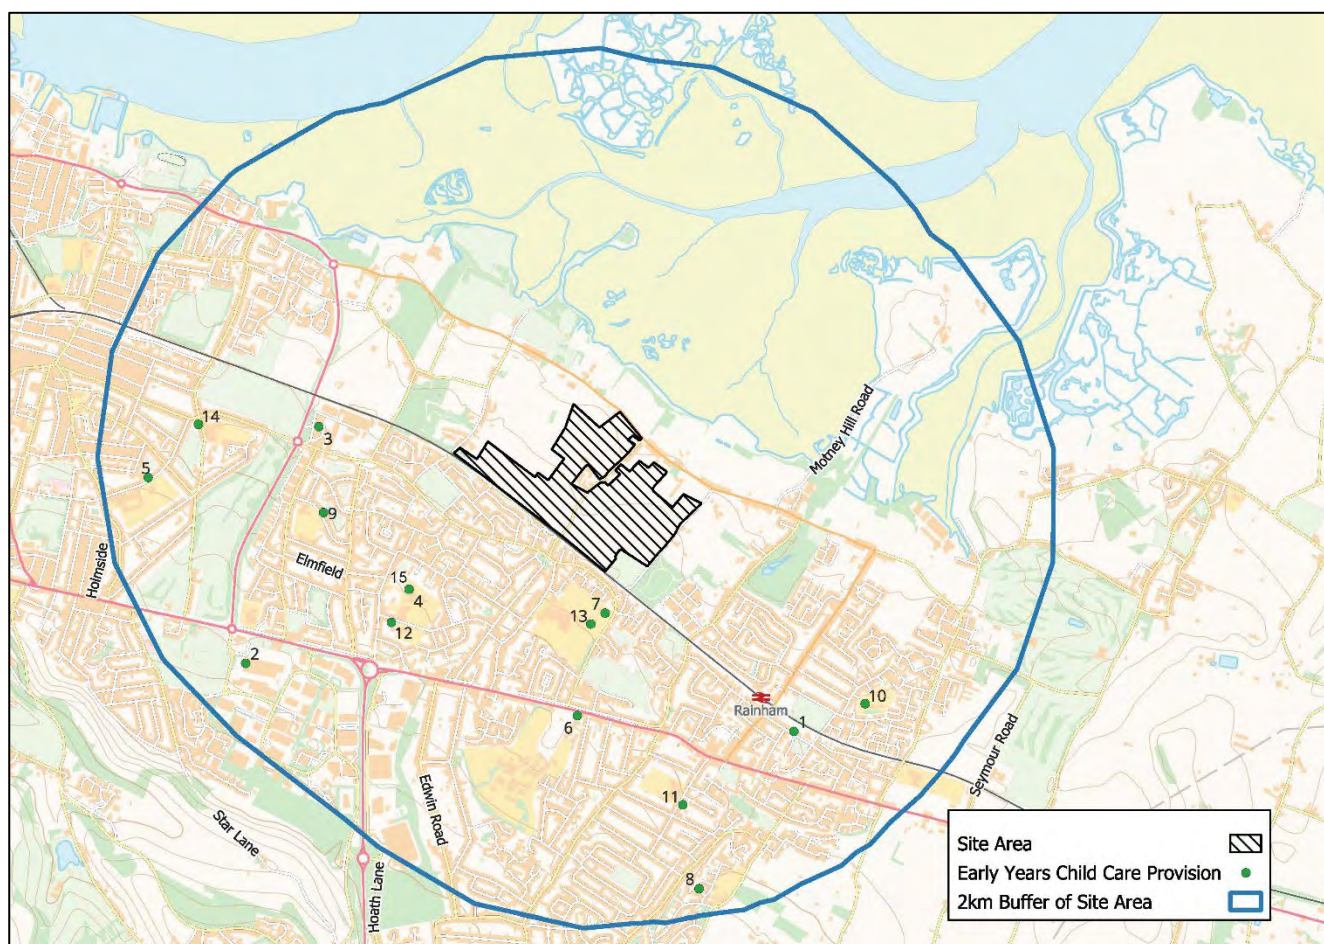 Motney Hill Road
14
3
5
9
Holmside
Elmfield
15
4
7
13
12
2
10
Rainham
6
1
Seymour Road
11
Edwin Road
Star Lane
8
Hoath Lane
Site Area
Early Years Child Care Provision
2km Buffer of Site Area